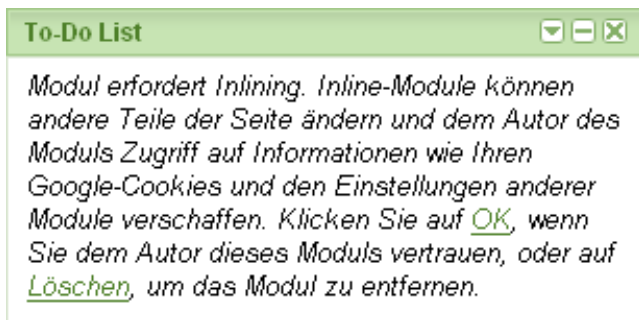 To-Do List
Modul erfordert Inlining. Inline-Module können
andere Teile der Seite ändern und dem Autor des
Moduls Zugriff auf Informationen wie Ihren
Google-Cookies und den Einstellungen anderer
Module verschaffen. Klicken Sie auf OK, wenn
Sie dem Autor dieses Moduls vertrauen, oder auf
Löschen, um das Modul zu entfernen.